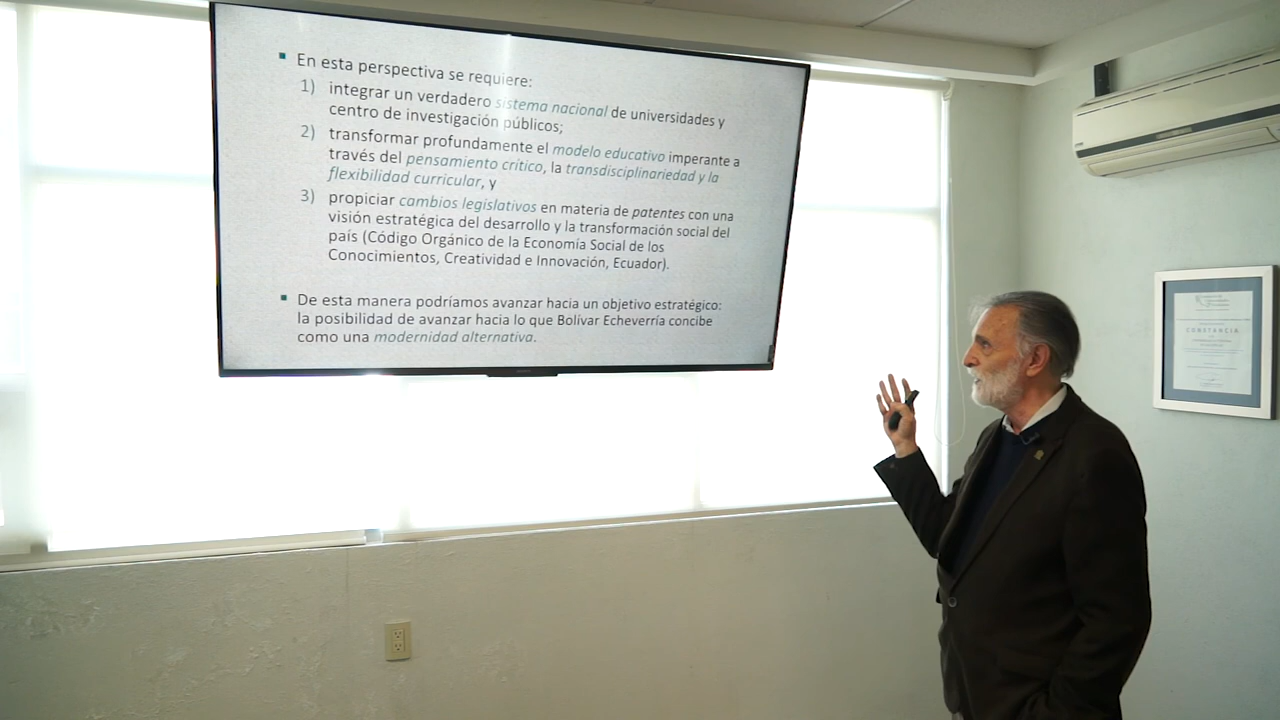 ▪ En esta perspectiva se requiere:
1) integrar un verdadero sistema nacional de universidades y
centro de investigación públicos;
2) transformar profundamente el modelo educativo imperante a
través del pensamiento crítico, la transdisciplinariedad y la
flexibilidad curricular, y
3) propiciar cambios legislativos en materia de patentes con una
visión estratégica del desarrollo y la transformación social del
país (Código Orgánico de la Economía Social de los
Conocimientos, Creatividad e Innovación, Ecuador).
▪ De esta manera podríamos avanzar hacia un objetivo estratégico:
la posibilidad de avanzar hacia lo que Bolívar Echeverría concibe
como una modernidad alternativa.
CONSTANCIA